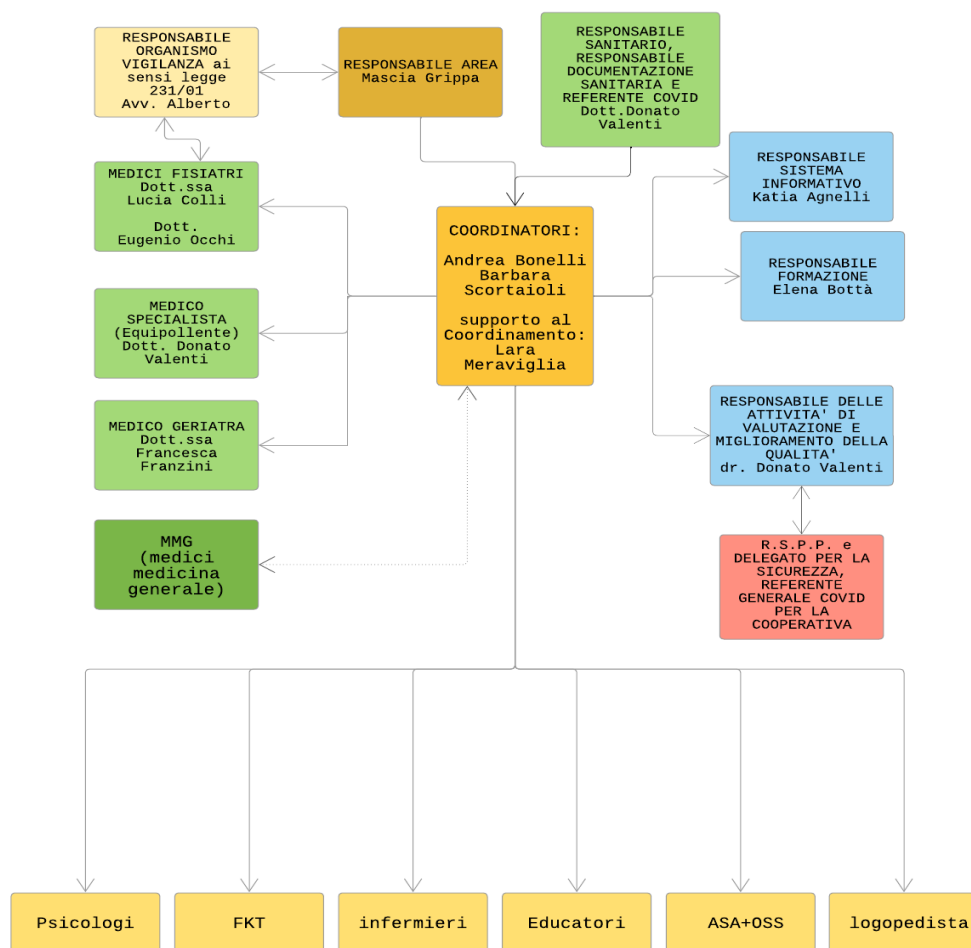 RESPONSABILE
ORGANISMO
VIGILANZA ai
sensi legge
231/01
Avv. Alberto
RESPONSABILE AREA
Mascia Grippa
RESPONSABILE
SANITARIO,
RESPONSABILE
DOCUMENTAZIONE
SANITARIA E
REFERENTE COVID
Dott.Donato
Valenti
MEDICI FISIATRI
Dott.ssa
Lucia Colli
Dott.
Eugenio Occhi
COORDINATORI:
Andrea Bonelli
Barbara
Scortaioli
supporto al
Coordinamento:
Lara
Meraviglia
RESPONSABILE
SISTEMA
INFORMATIVO
Katia Agnelli
RESPONSABILE
FORMAZIONE
Elena Bottà
MEDICO
SPECIALISTA
(Equipollente)
Dott. Donato
Valenti
MEDICO GERIATRA
Dott.ssa
Francesca
Franzini
RESPONSABILE DELLE
ATTIVITA' DI
VALUTAZIONE E
MIGLIORAMENTO DELLA
QUALITA'
dr. Donato Valenti
MMG
(medici
medicina
generale)
R.S.P.P. e
DELEGATO PER LA
SICUREZZA,
REFERENTE
GENERALE COVID
PER LA
COOPERATIVA
Psicologi
FKT
infermieri
Educatori
ASA+OSS
logopedista